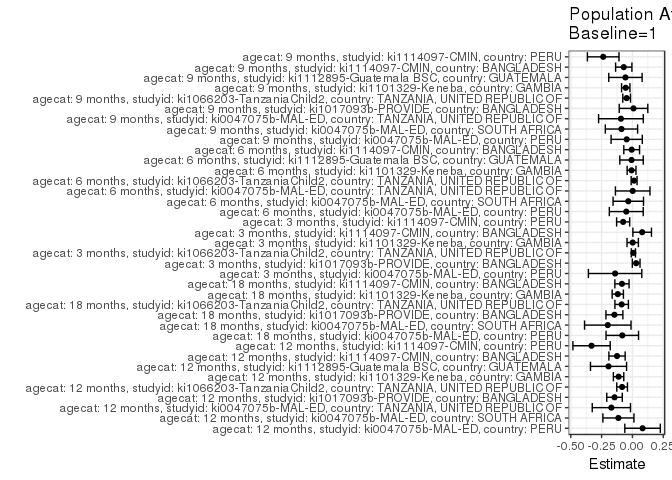 Population A
Baseline=1
agecat: 9 months, studyid: ki1114097-CMIN, country: PERU
agecat: 9 months, studyid: ki1114097-CMIN, country: BANGLADESH
agecat: 9 months, studyid: ki1112895-Guatemala BSC, country: GUATEMALA
agecat: 9 months, studyid: ki1101329-Keneba, country: GAMBIA
agecat: 9 months, studyid: ki1066203-TanzaniaChild2, country: TANZANIA, UNITED REPUBLIC OF
agecat: 9 months, studyid: ki1017093b-PROVIDE, country: BANGLADESH
agecat: 9 months, studyid: ki0047075b-MAL-ED, country: TANZANIA, UNITED REPUBLIC OF
agecat: 9 months, studyid: ki0047075b-MAL-ED, country: SOUTH AFRICA
agecat: 9 months, studyid: ki0047075b-MAL-ED, country: PERU
agecat: 6 months, studyid: ki1114097-CMIN, country: BANGLADESH
agecat: 6 months, studyid: ki1112895-Guatemala BSC, country: GUATEMALA
agecat: 6 months, studyid: ki1101329-Keneba, country: GAMBIA
agecat: 6 months, studyid: ki1066203-TanzaniaChild2, country: TANZANIA, UNITED REPUBLIC OF
agecat: 6 months, studyid: ki0047075b-MAL-ED, country: TANZANIA, UNITED REPUBLIC OF
agecat: 6 months, studyid: ki0047075b-MAL-ED, country: SOUTH AFRICA
agecat: 6 months, studyid: ki0047075b-MAL-ED, country: PERU
agecat: 3 months, studyid: ki1114097-CMIN, country: PERU
agecat: 3 months, studyid: ki1114097-CMIN, country: BANGLADESH
agecat: 3 months, studyid: ki1101329-Keneba, country: GAMBIA
agecat: 3 months, studyid: ki1066203-TanzaniaChild2, country: TANZANIA, UNITED REPUBLIC OF
agecat: 3 months, studyid: ki1017093b-PROVIDE, country: BANGLADESH
agecat: 3 months, studyid: ki0047075b-MAL-ED, country: PERU
agecat: 18 months, studyid: ki1114097-CMIN, country: BANGLADESH
agecat: 18 months, studyid: ki1101329-Keneba, country: GAMBIA
agecat: 18 months, studyid: ki1066203-TanzaniaChild2, country: TANZANIA, UNITED REPUBLIC OF
agecat: 18 months, studyid: ki1017093b-PROVIDE, country: BANGLADESH
agecat: 18 months, studyid: ki0047075b-MAL-ED, country: SOUTH AFRICA
agecat: 18 months, studyid: ki0047075b-MAL-ED, country: PERU
agecat: 12 months, studyid: ki1114097-CMIN, country: PERU
agecat: 12 months, studyid: ki1114097-CMIN, country: BANGLADESH
agecat: 12 months, studyid: ki1112895-Guatemala BSC, country: GUATEMALA
agecat: 12 months, studyid: ki1101329-Keneba, country: GAMBIA
agecat: 12 months, studyid: ki1066203-TanzaniaChild2, country: TANZANIA, UNITED REPUBLIC OF
agecat: 12 months, studyid: ki1017093b-PROVIDE, country: BANGLADESH
agecat: 12 months, studyid: ki0047075b-MAL-ED, country: TANZANIA, UNITED REPUBLIC OF
agecat: 12 months, studyid: ki0047075b-MAL-ED, country: SOUTH AFRICA
agecat: 12 months, studyid: ki0047075b-MAL-ED, country: PERU
-0.50 -0.25 0.00 0.25
Estimate